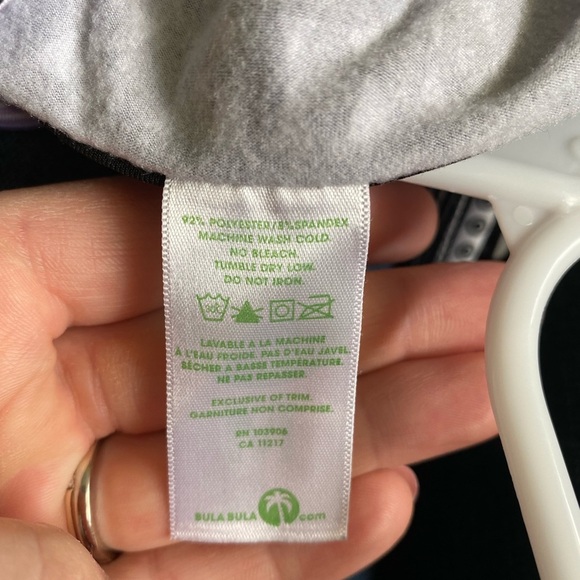 92% POLYESTER/8% SPANDEX
MACHINE WASH COLD.
NO BLEACH.
TUMBLE DRY LOW.
DO NOT IRON.
LAVABLE A LA MACHINE
À L'EAU FROIDE. PAS D'EAU JAVEL.
SÉCHER A BASSE TEMPÉRATURE.
NE PAS REPASSER.
EXCLUSIVE OF TRIM.
GARNITURE NON COMPRISE.
RN 103906
CA 11217
BULABULA com